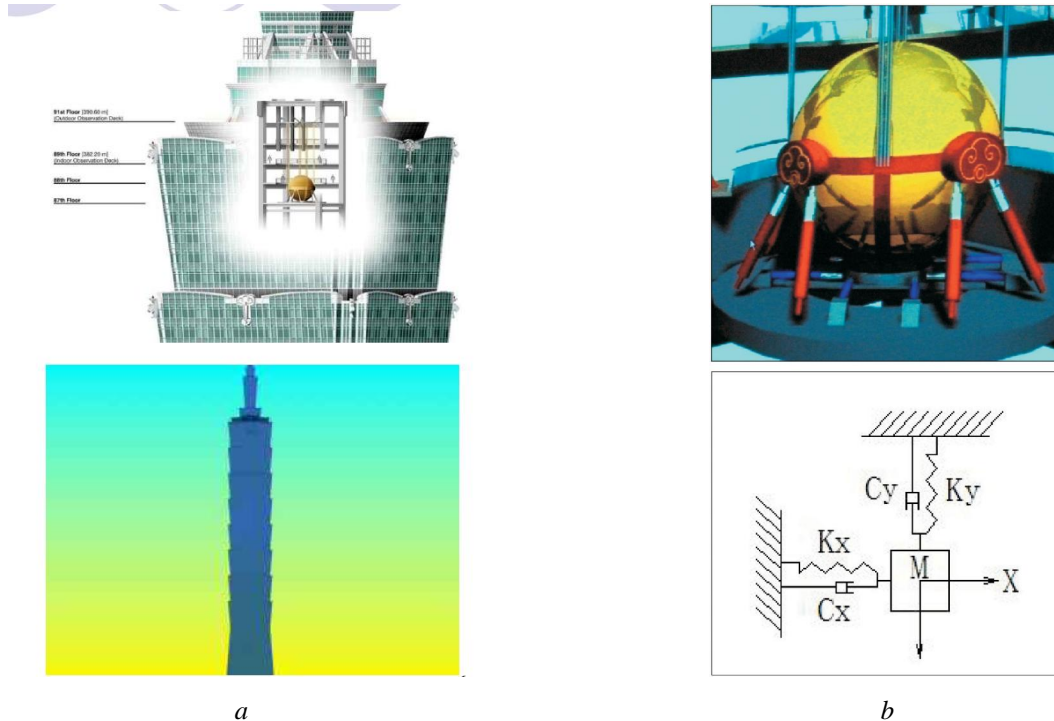 91st Floor (390.60 m)
(Outdoor Observation Deck)
89th Floor (382.20 m)
(Indoor Observation Deck)
88th Floor
87th Floor
Cy
Ky
Kx
M
X
Cx
a
b